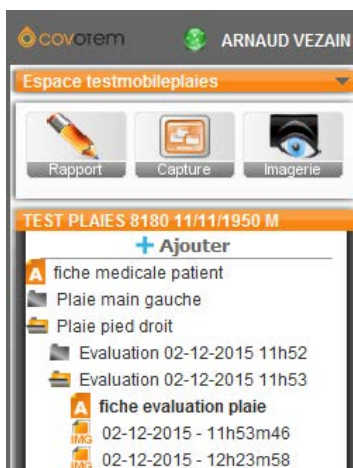 covotem
ARNAUD VEZAIN
Espace testmobileplaies
Rapport
Capture
Imagerie
TEST PLAIES 8180 11/11/1950 M
+ Ajouter
A fiche medicale patient
Plaie main gauche
Plaie pied droit
Evaluation 02-12-2015 11h52
Evaluation 02-12-2015 11h53
A fiche evaluation plaie
IMG 02-12-2015 - 11h53m46
IMG 02-12-2015 - 12h23m58